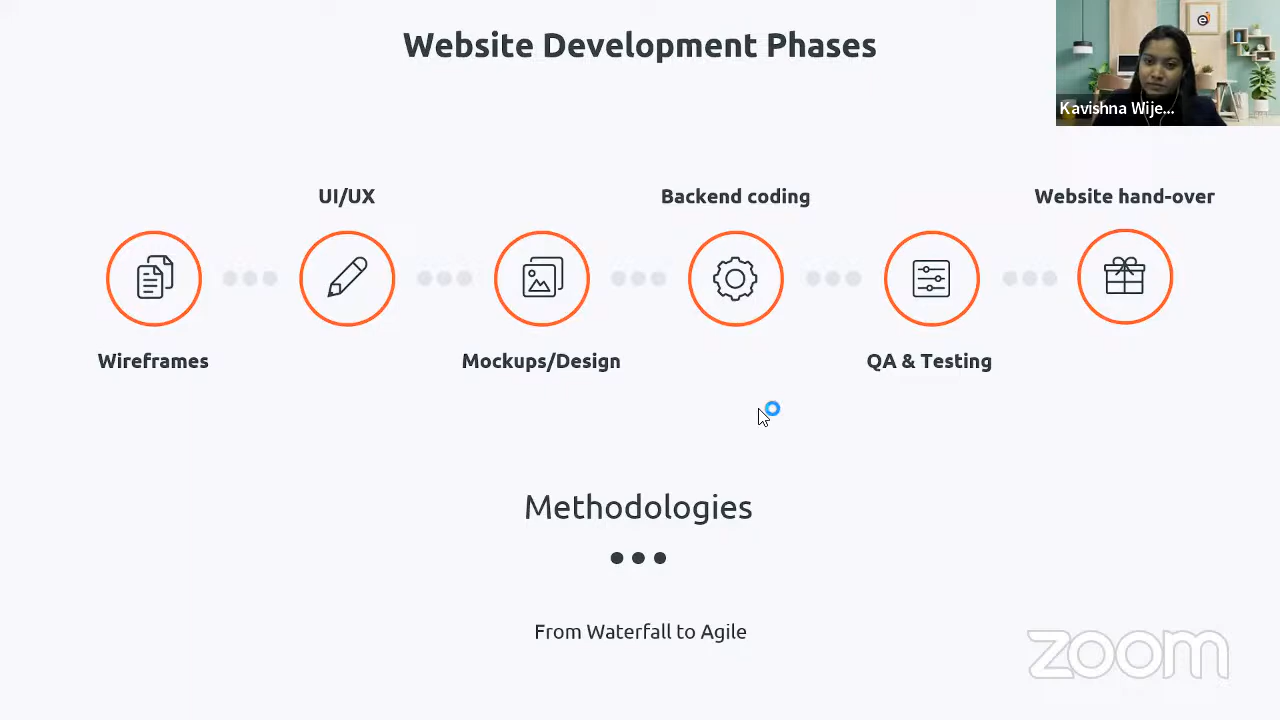 Website Development Phases
Kavishna Wije...
UI/UX
Backend coding
Website hand-over
Wireframes
Mockups/Design
QA & Testing
Methodologies
From Waterfall to Agile
zoom